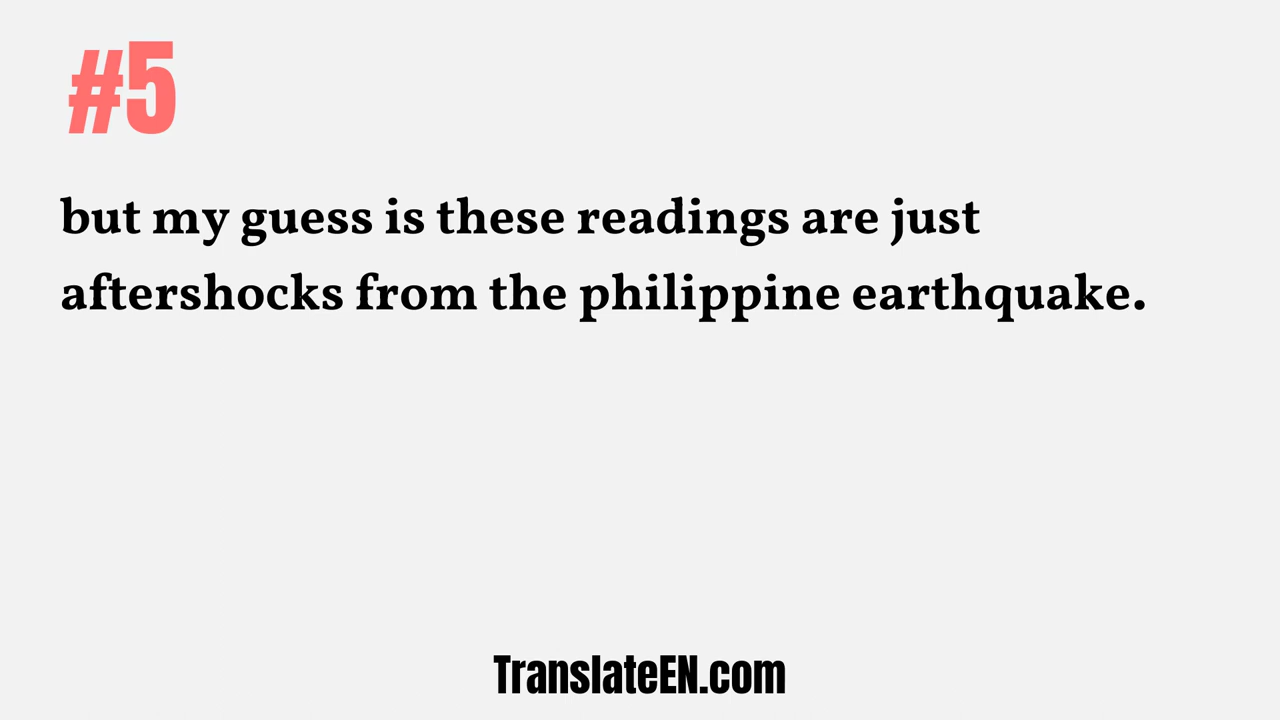 #5
but my guess is these readings are just
aftershocks from the philippine earthquake.
TranslateEN.com